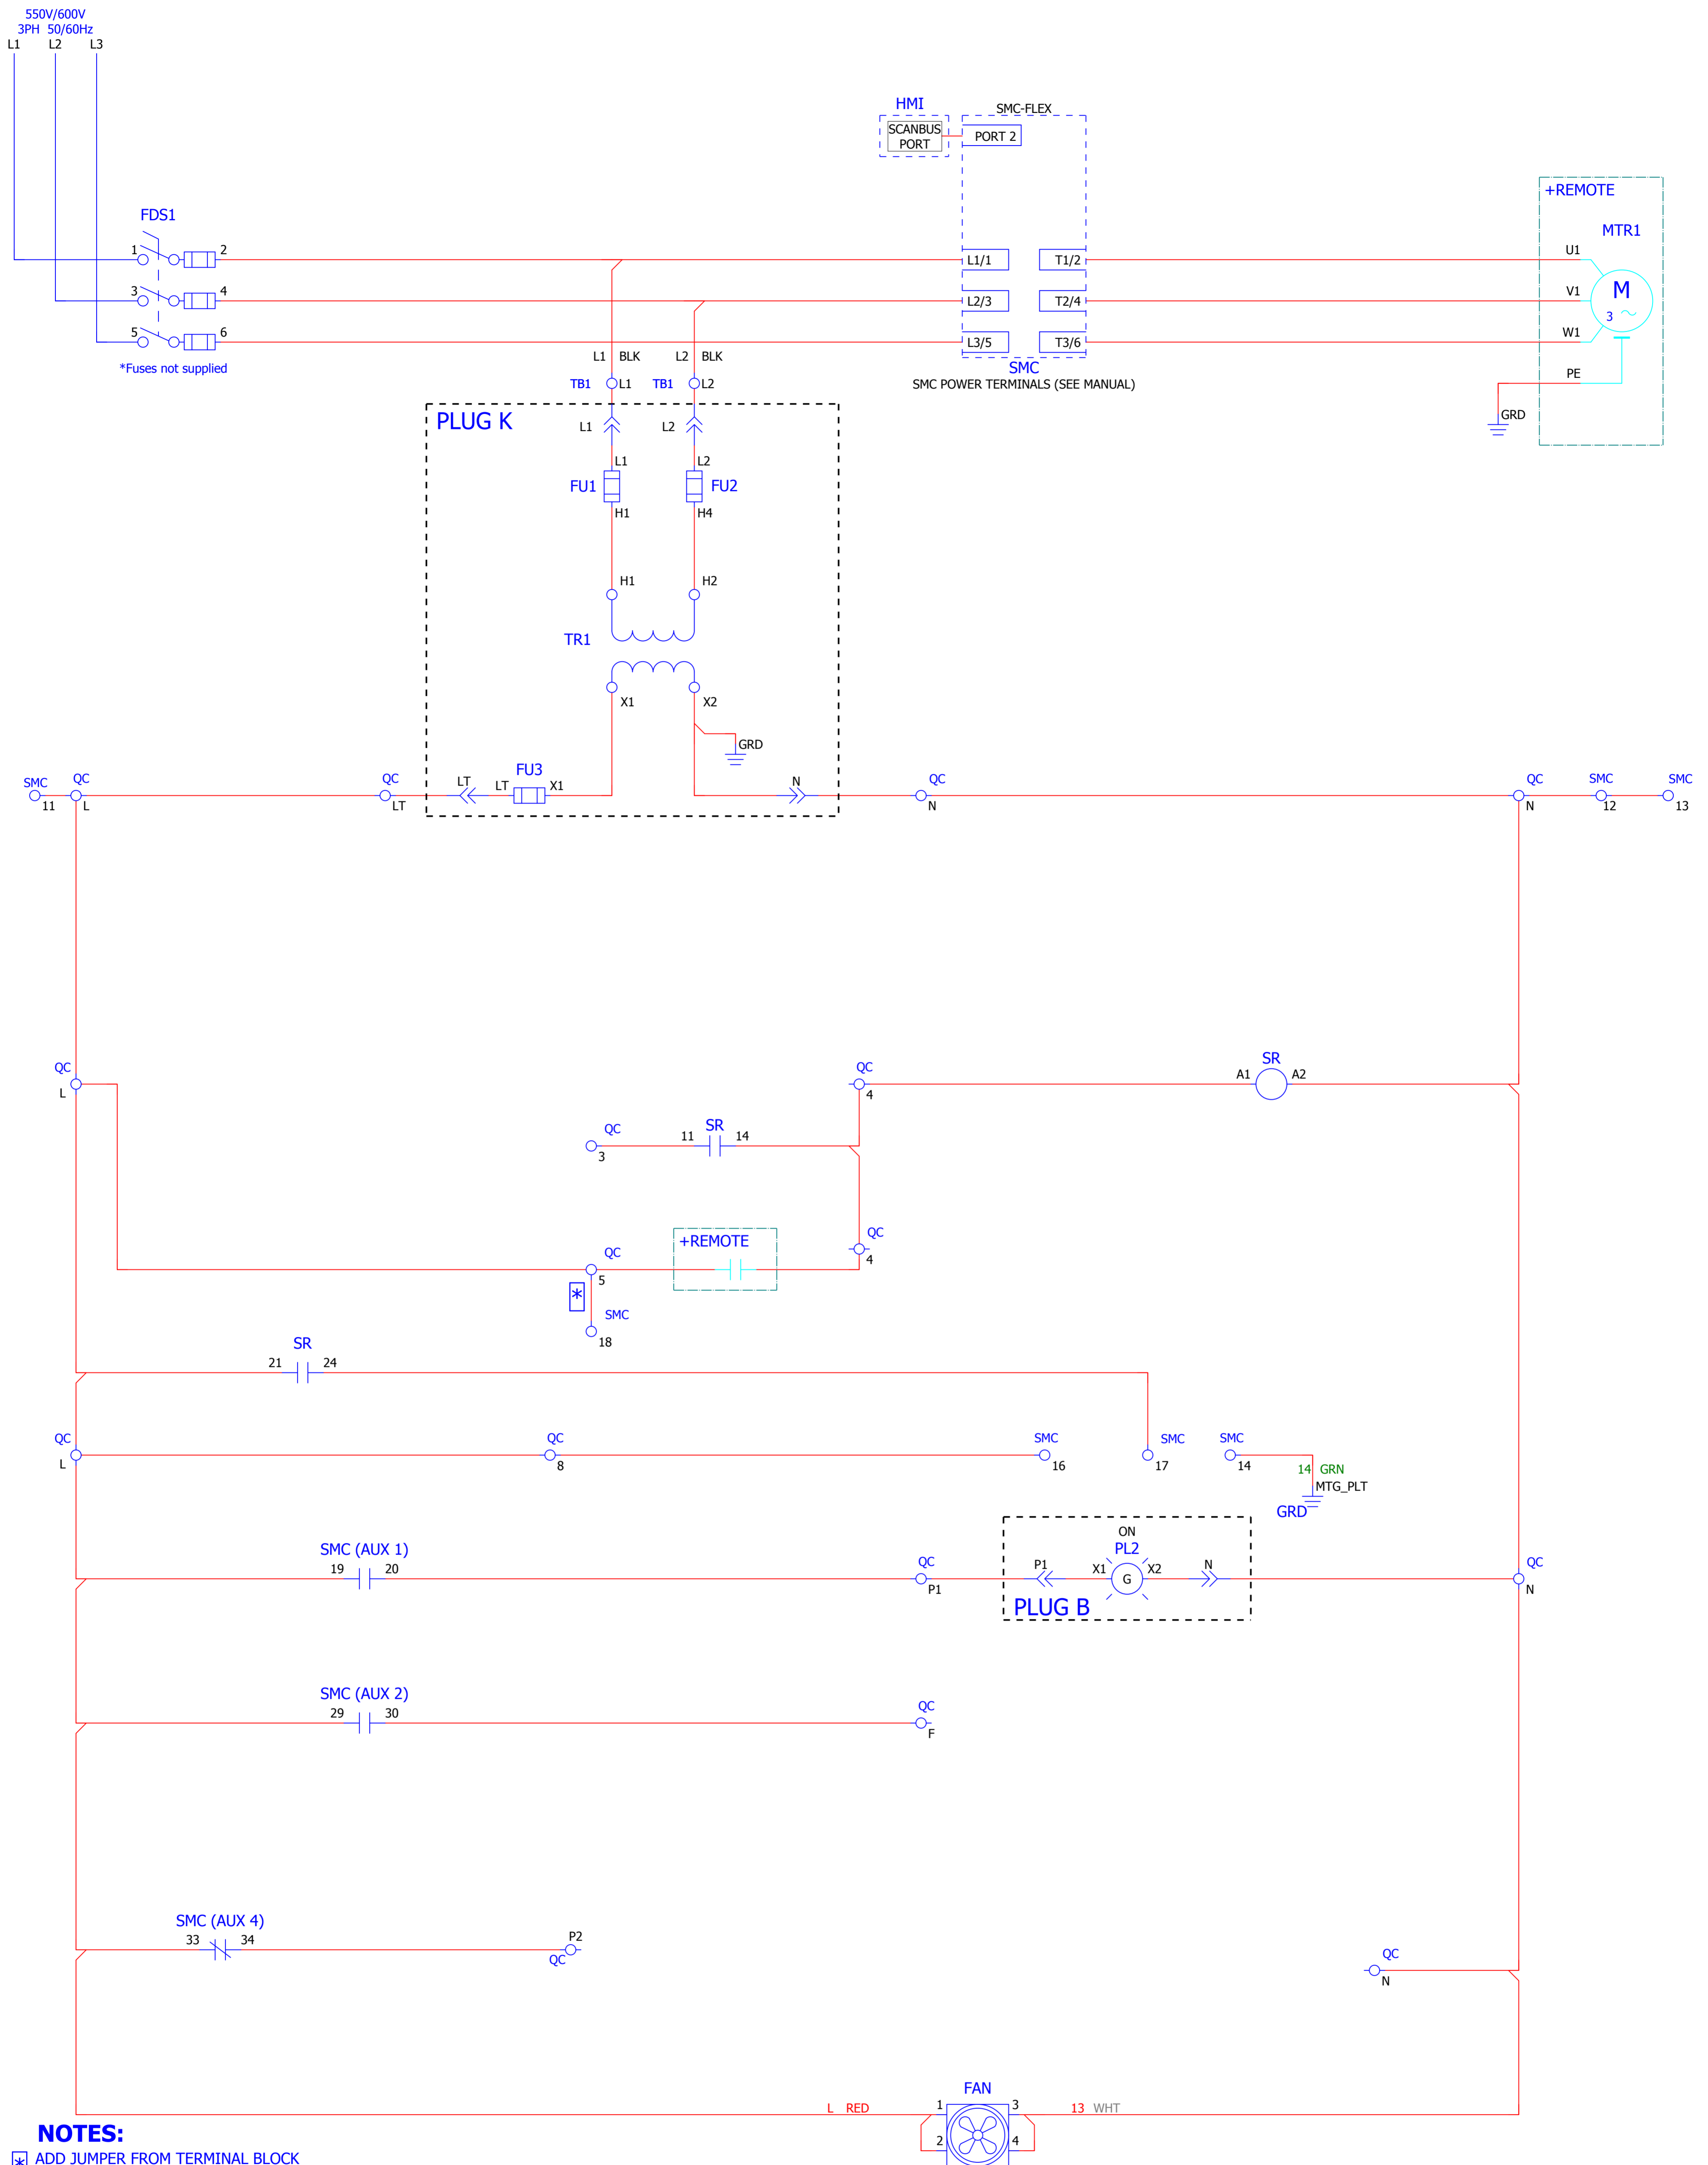 550V/600V
3PH 50/60Hz
L1 L2 L3
HMI
SMC-FLEX
SCANBUS
PORT
PORT 2
+REMOTE
FDS1
MTR1
1 2
L1/1 T1/2
U1
3 4
L2/3 T2/4
V1
M
3
5 6
L3/5 T3/6
W1
*Fuses not supplied
L1 BLK L2 BLK
SMC
SMC POWER TERMINALS (SEE MANUAL)
PE
TB1 L1 TB1 L2
GRD
PLUG K
L1 L2
L1 L2
FU1 FU2
H1 H4
H1 H2
TR1
X1 X2
GRD
SMC QC QC LT LT FU3 X1 N QC QC SMC SMC
11 L LT N N 12 13
QC QC SR
L 4 A1 A2
QC 11 SR 14
3
QC
4
+REMOTE
QC
5
*
SMC
18
SR
21 24
QC QC SMC SMC SMC
L 8 16 17 14
14 GRN
MTG_PLT
GRD
ON
PL2
SMC (AUX 1)
19 20
QC
P1
P1 X1 G X2 N
QC
N
PLUG B
SMC (AUX 2)
29 30
QC
F
SMC (AUX 4)
33 34
P2
QC
QC
N
FAN
L RED 1 3 13 WHT
2 4
NOTES:
* ADD JUMPER FROM TERMINAL BLOCK